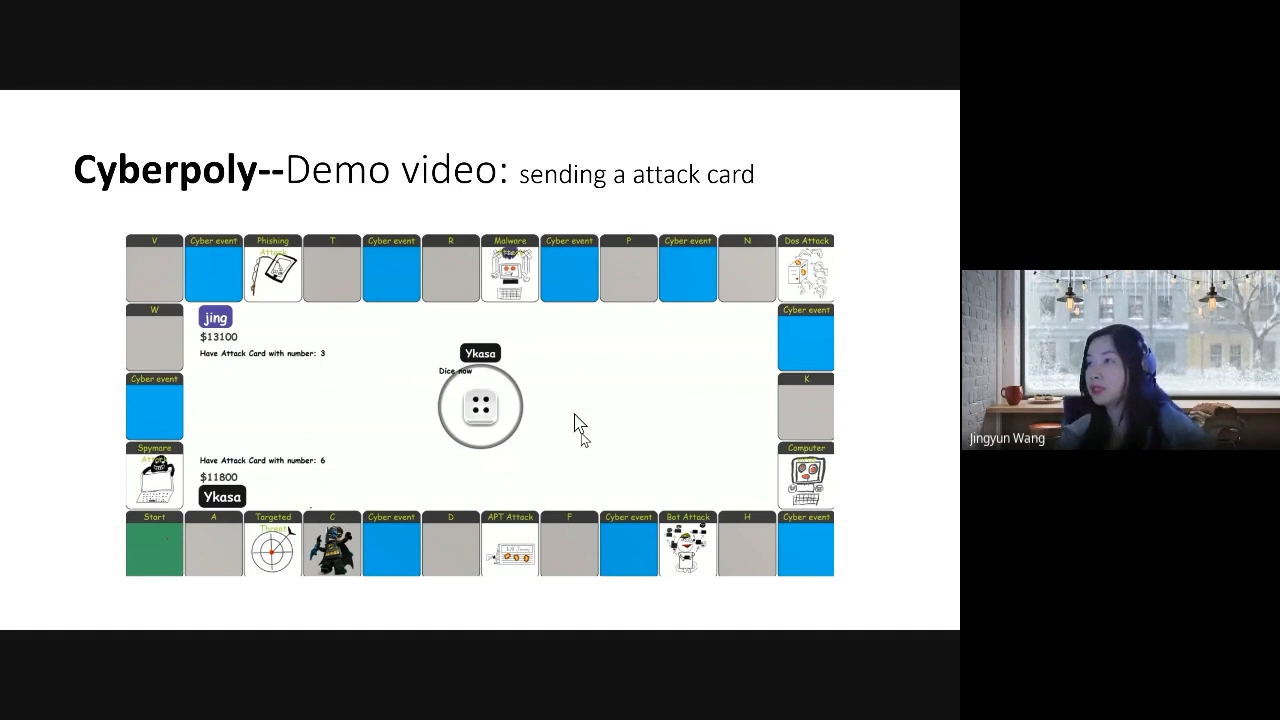 Cyberpoly--Demo video: sending a attack card
V
Cyber event
Phishing Attack
T
Cyber event
R
Malware
Cyber event
P
Cyber event
N
Dos Attack
W
jing
$13100
Have Attack Card with number: 3
Ykasa
Dice now
Cyber event
Cyber event
K
Spyware
Have Attack Card with number: 6
$11800
Ykasa
Computer
Start
A
Targeted Threat
C
Cyber event
D
APT Attack
F
Cyber event
Bot Attack
H
Cyber event
Jingyun Wang